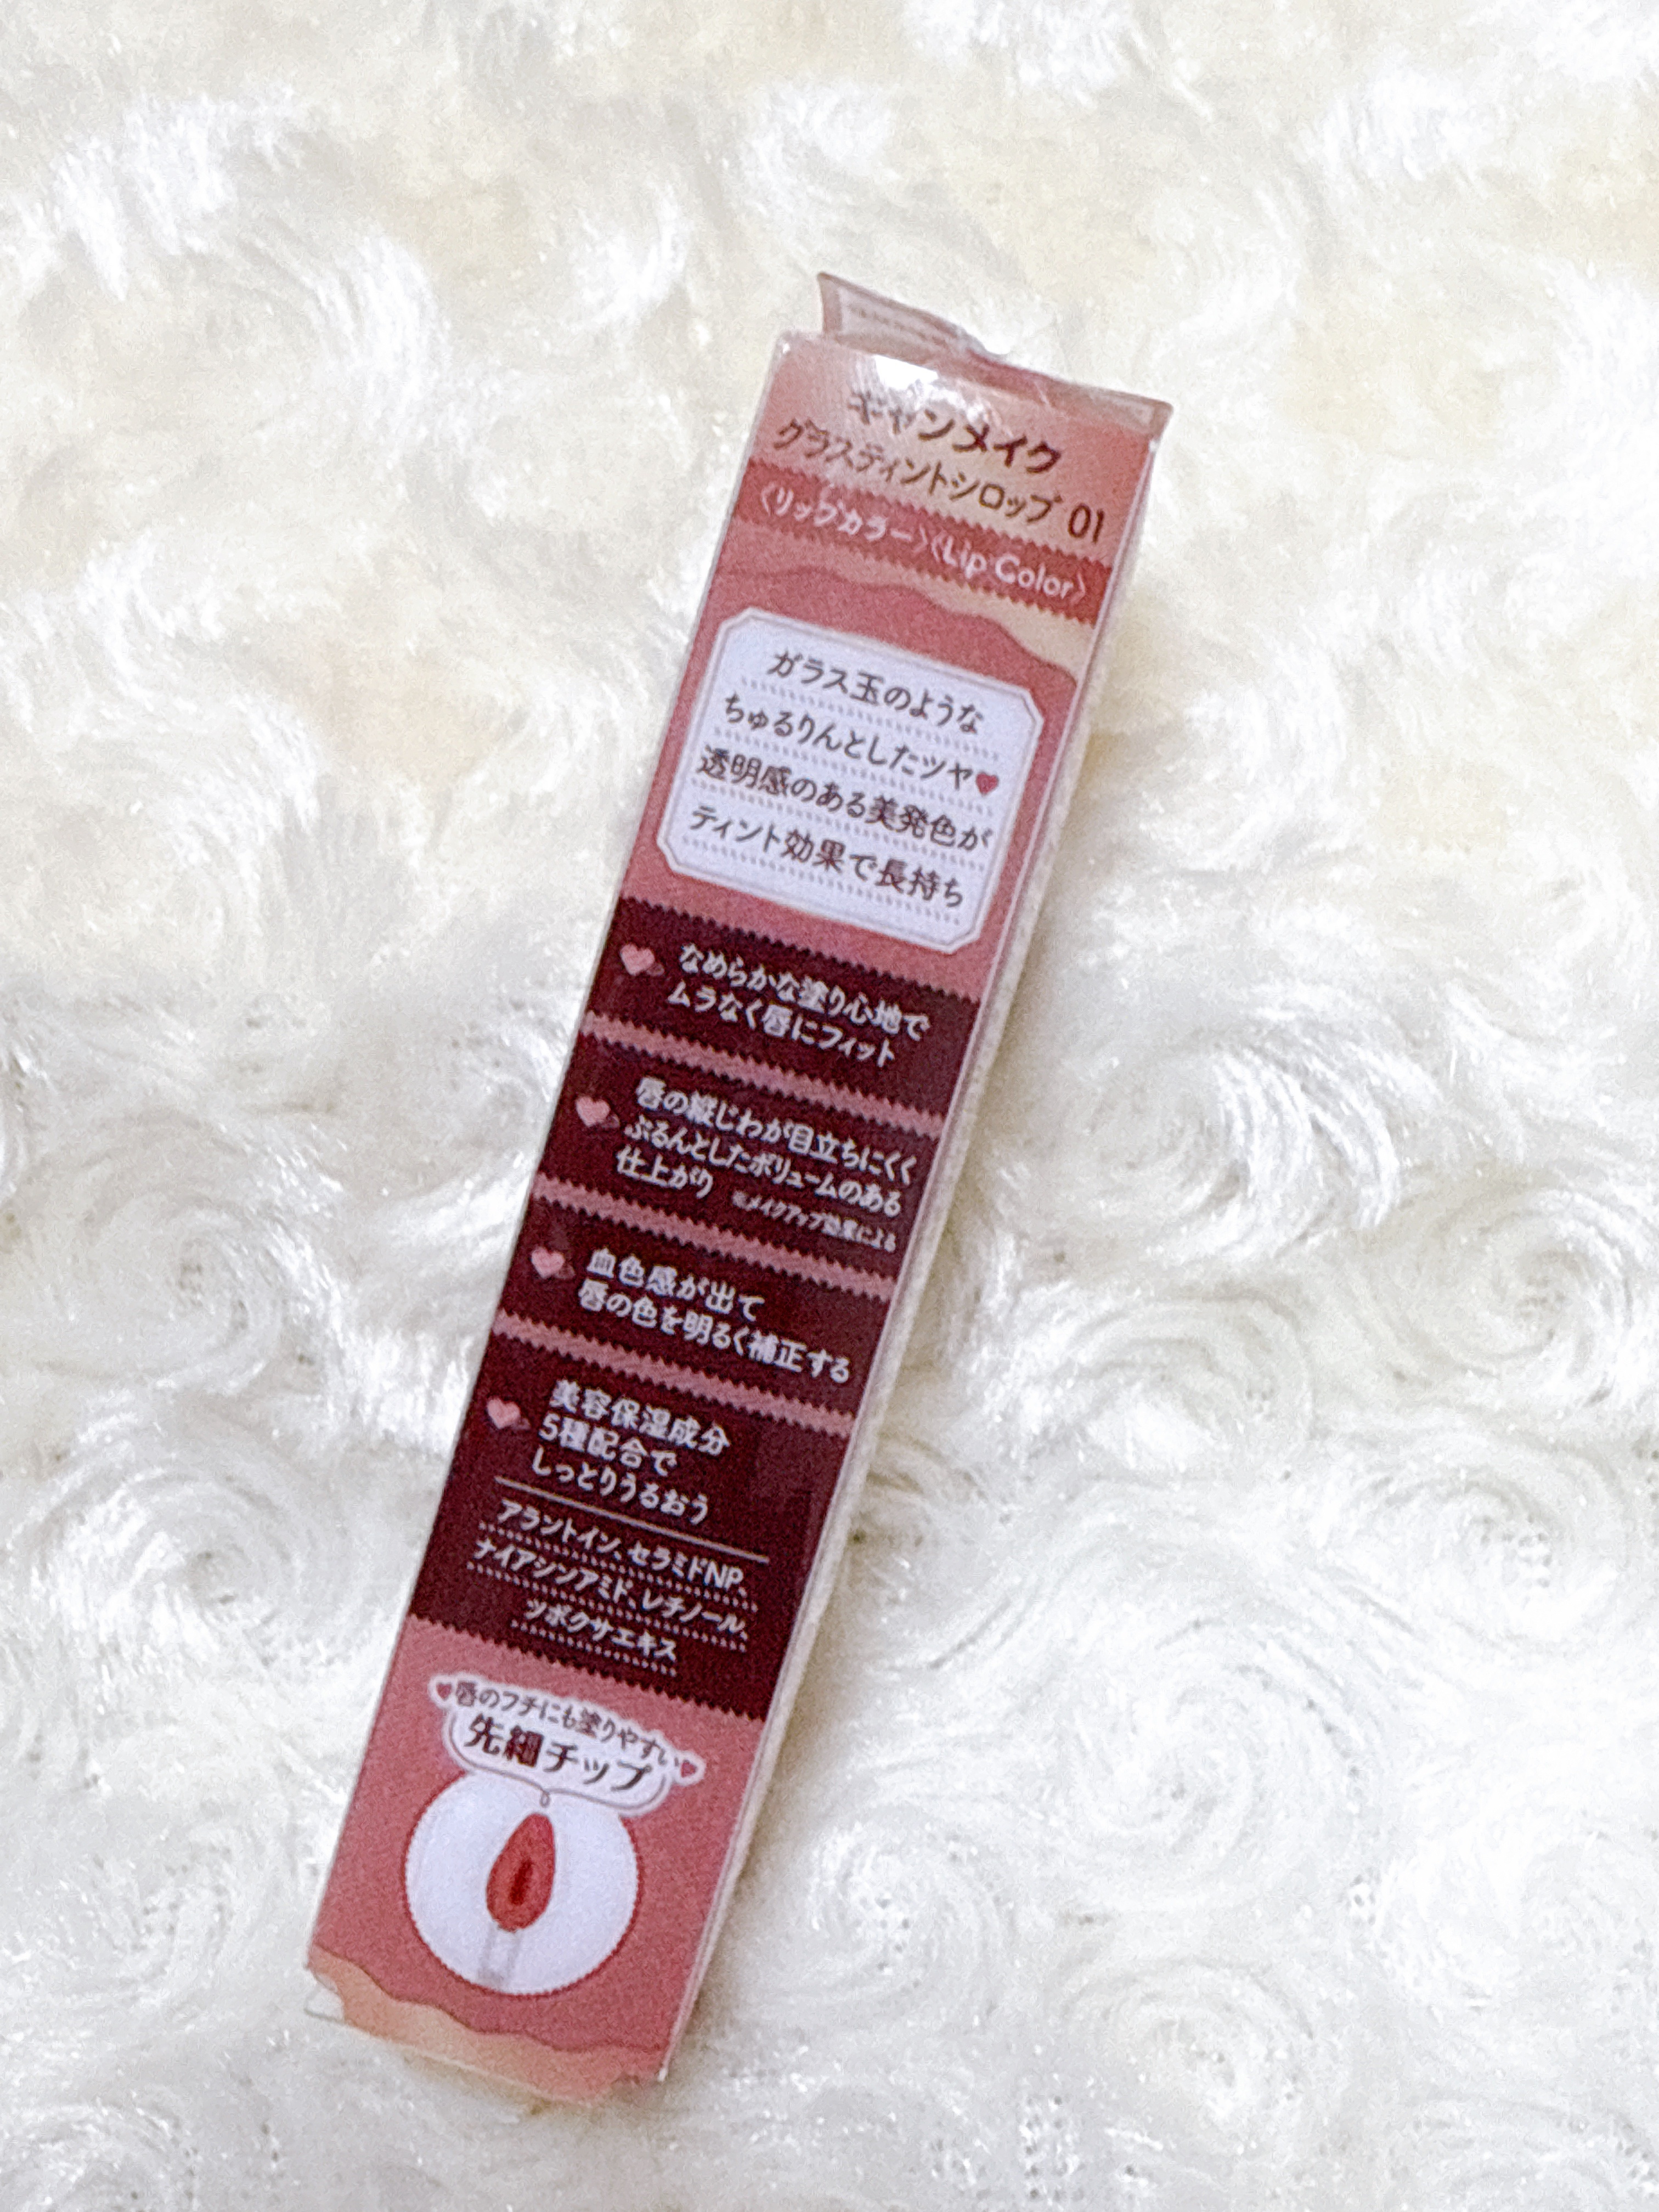 キャンメイク
グラスティントシロップ 01
〈リップカラー〉〈Lip Color〉
ガラス玉のような
ちゅるりんとしたツヤ♥
透明感のある美発色が
ティント効果で長持ち
なめらかな塗り心地で
ムラなく唇にフィット
唇の縦じわが目立ちにくく
ぷるんとしたボリュームのある
仕上がり ※メイクアップ効果による
血色感が出て
唇の色を明るく補正する
美容保湿成分
5種配合で
しっとりうるおう
アラントイン、セラミドNP、
ナイアシンアミド、レチノール、
ツボクサエキス
♥唇のフチにも塗りやすい♥
先細チップ